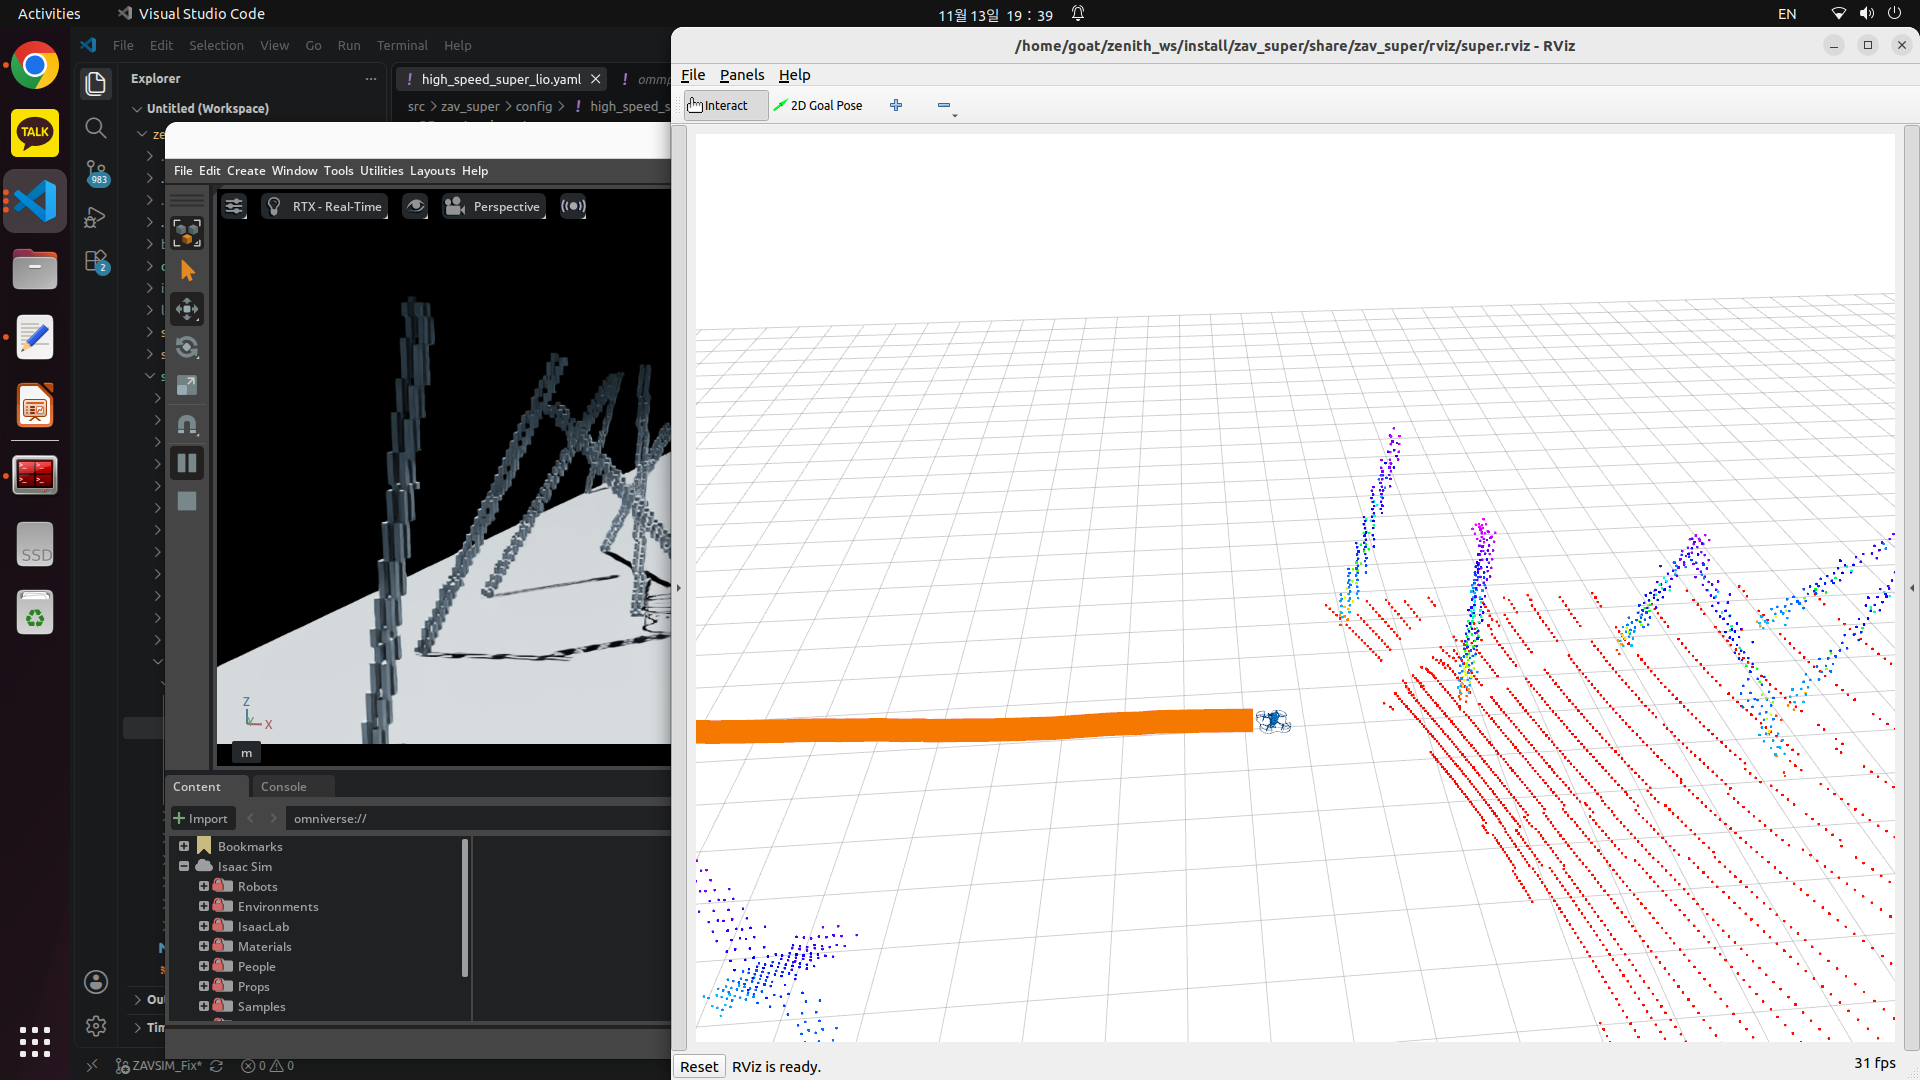 Activities
Visual Studio Code
11월 13일 19 : 39
EN
File Edit Selection View Go Run Terminal Help
/home/goat/zenith_ws/install/zav_super/share/zav_super/rviz/super.rviz - RViz
File Panels Help
Interact
2D Goal Pose
Explorer
Untitled (Workspace)
! high_speed_super_lio.yaml
src > zav_super > config > ! high_speed_s
TALK
983
2
SSD
File Edit Create Window Tools Utilities Layouts Help
RTX - Real-Time
Perspective
Z
X
m
Content
Console
Import
omniverse://
Bookmarks
Isaac Sim
Robots
Environments
IsaacLab
Materials
People
Props
Samples
Ou
Tim
ZAVSIM_Fix*
0 0
Reset
RViz is ready.
31 fps